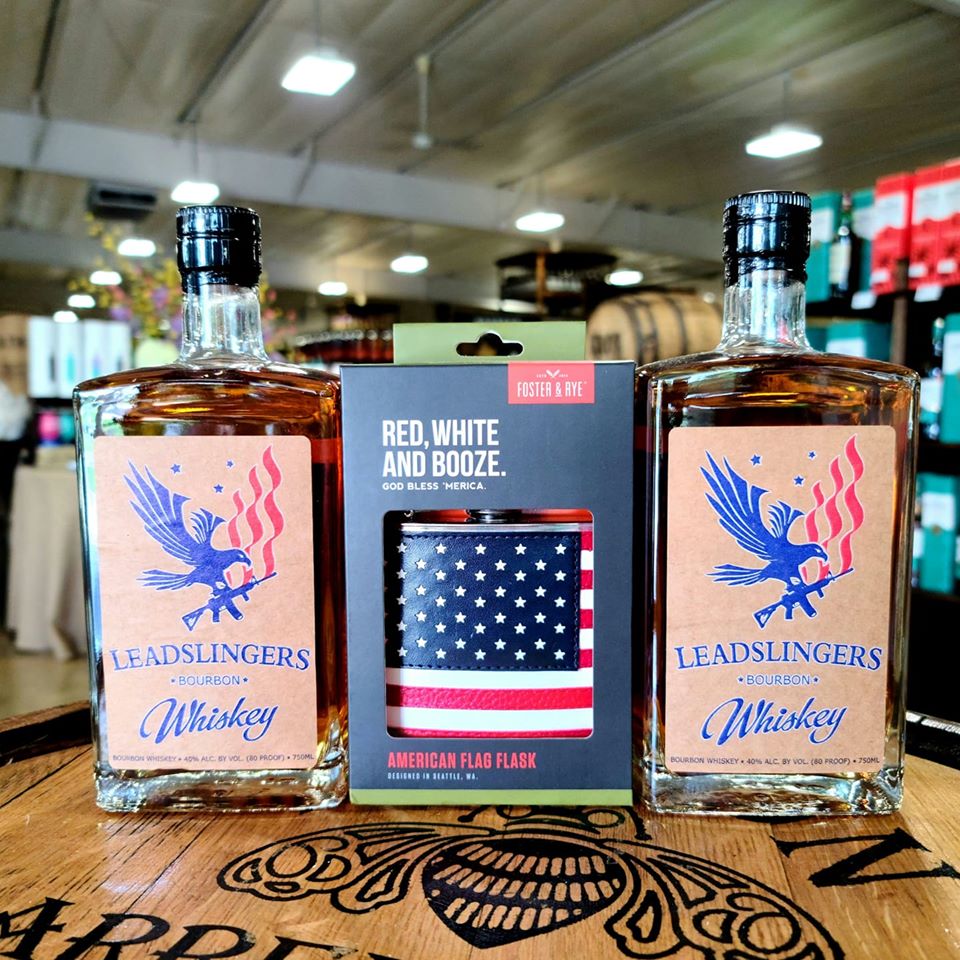 LEADSLINGERS
★BOURBON★
Whiskey
BOURBON WHISKEY • 40% ALC. BY VOL. (80 PROOF) • 750ML
FOSTER & RYE
RED, WHITE
AND BOOZE.
GOD BLESS 'MERICA.
AMERICAN FLAG FLASK
DESIGNED IN SEATTLE, WA.
LEADSLINGERS
★BOURBON★
Whiskey
BOURBON WHISKEY • 40% ALC. BY VOL. (80 PROOF) • 750ML